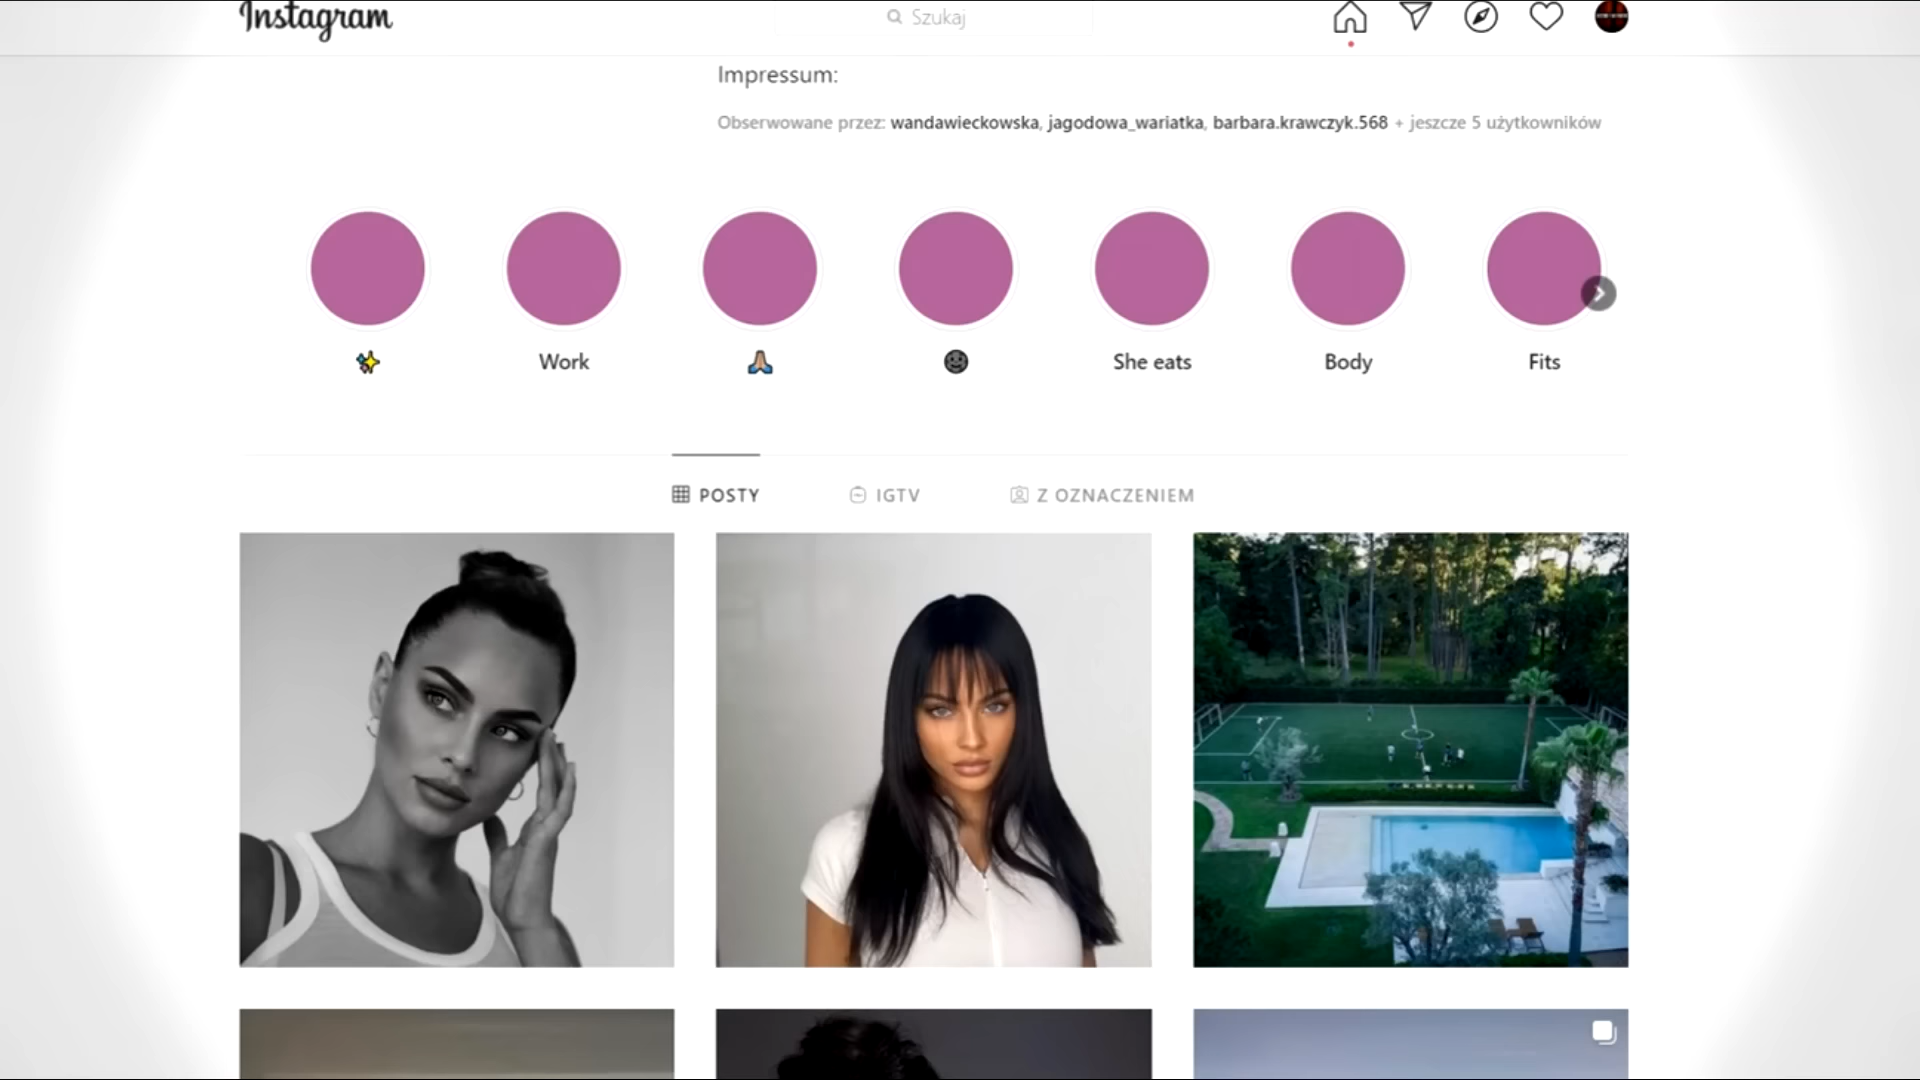 Instagram
Szukaj
Impressum:
Obserwowane przez: wandawieckowska, jagodowa_wariatka, barbara.krawczyk.568 + jeszcze 5 użytkowników
Work
She eats
Body
Fits
POSTY
IGTV
Z OZNACZENIEM